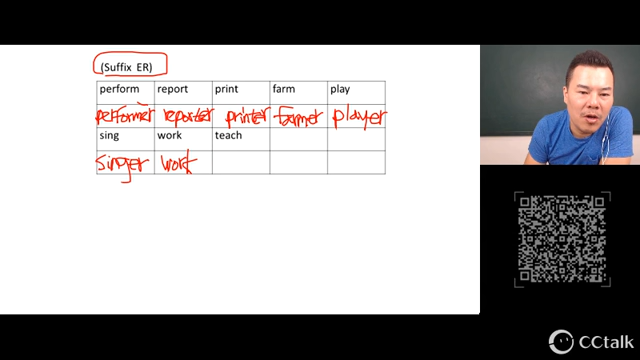 (Suffix ER)
perform report print farm play
performer reporter printer farmer player
sing work teach
singer work
CCtalk